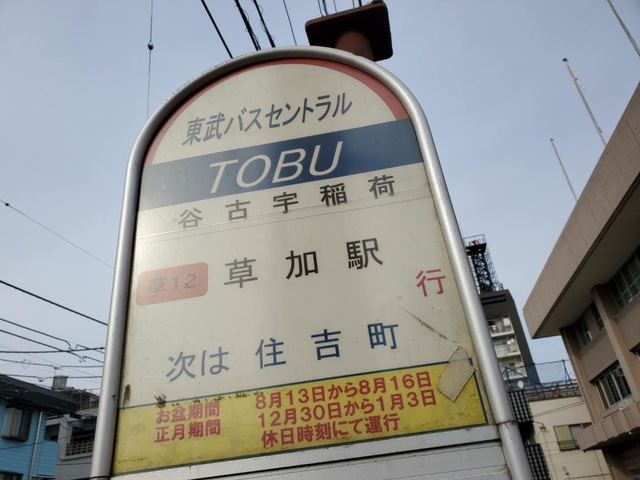 東武バスセントラル
TOBU
谷古宇稲荷
草12 草加駅 行
次は 住吉町
お盆期間 8月13日から8月16日
正月期間 12月30日から1月3日
休日時刻にて運行